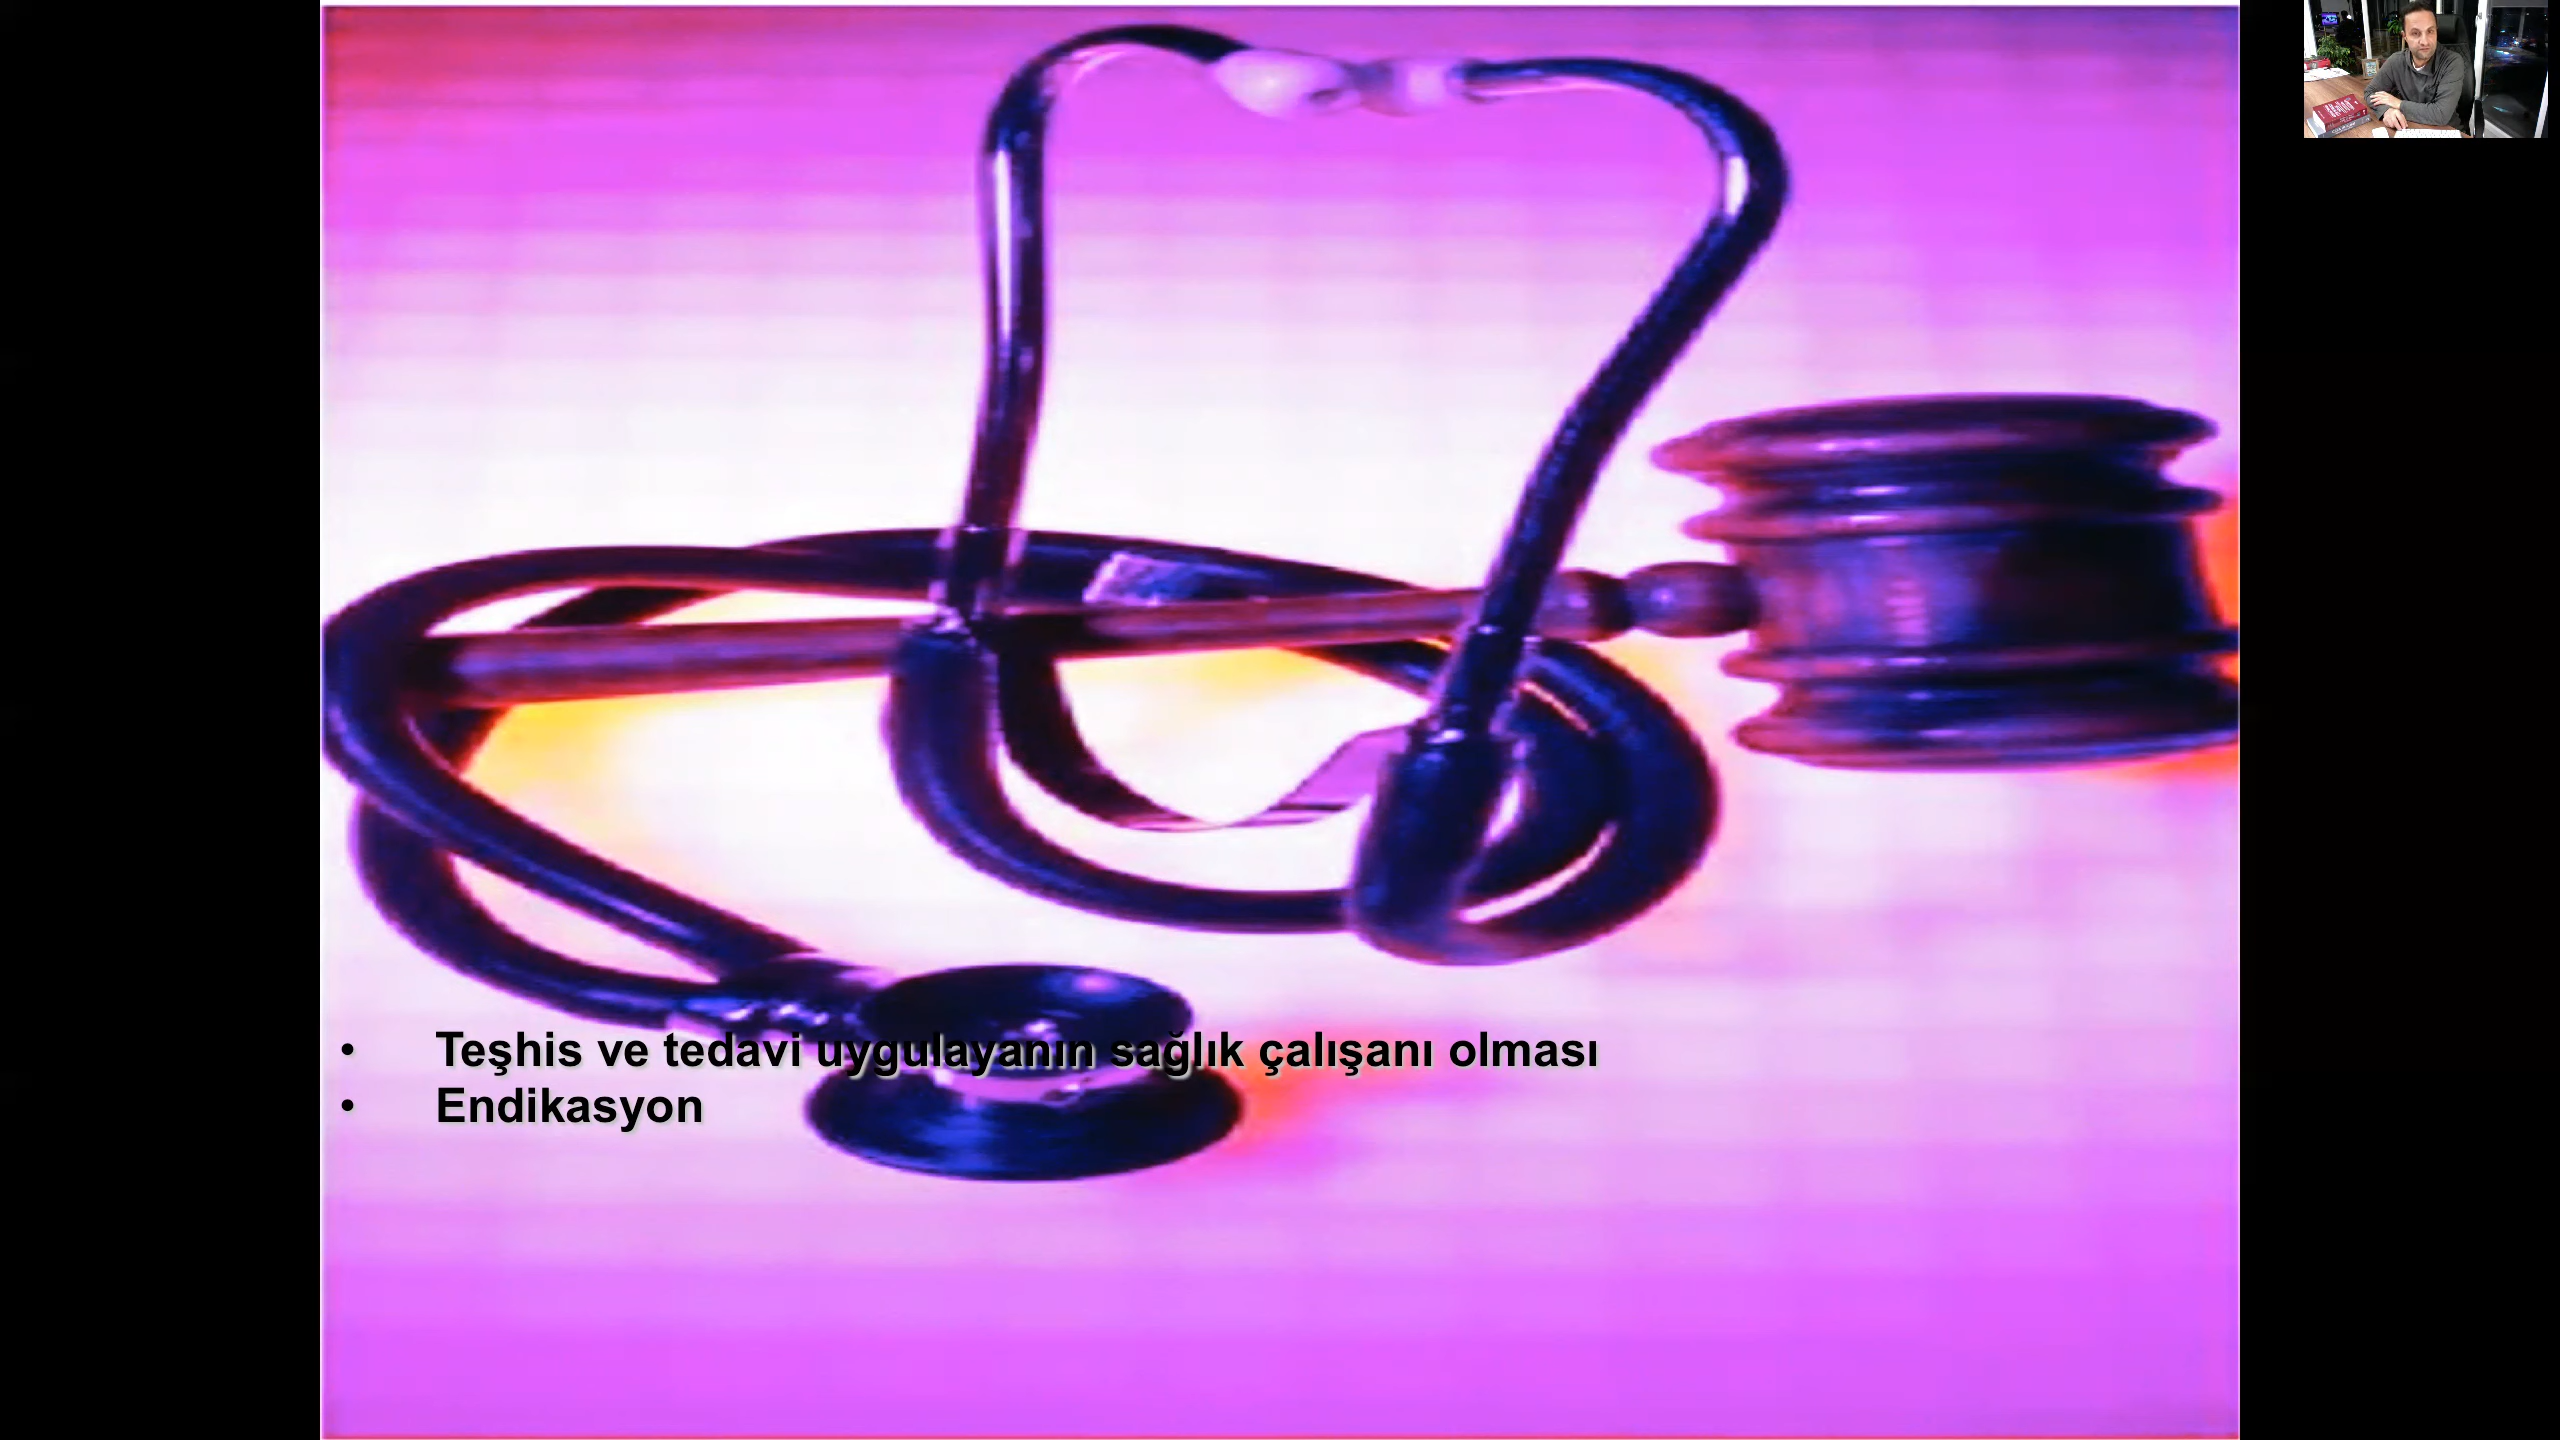 • Teşhis ve tedavi uygulayanın sağlık çalışanı olması
• Endikasyon